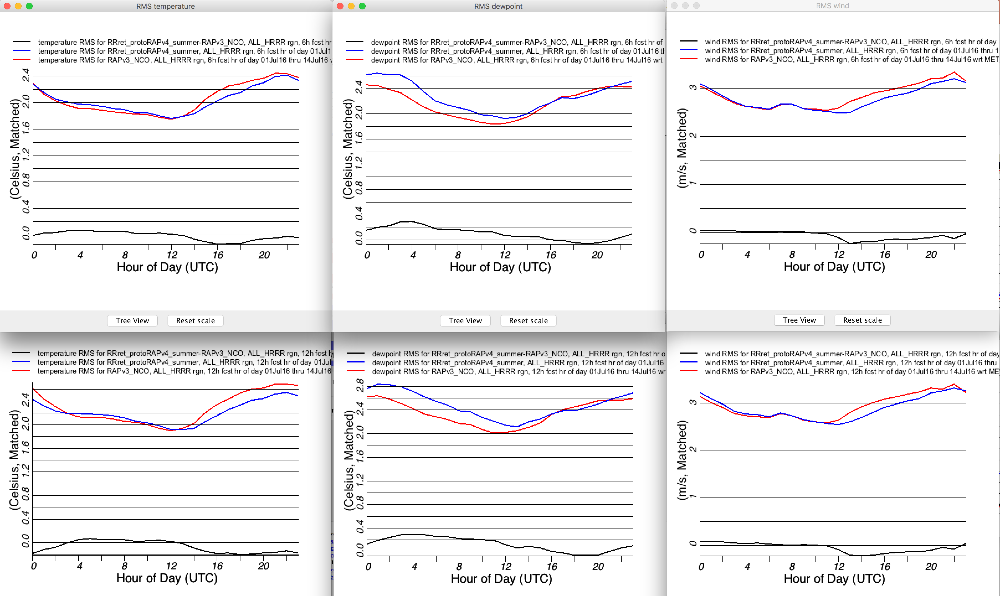 RMS temperature
temperature RMS for RRret_protoRAPv4_summer-RAPv3_NCO, ALL_HRRR rgn, 6h fcst hr
temperature RMS for RRret_protoRAPv4_summer, ALL_HRRR rgn, 6h fcst hr of day 01Jul1
temperature RMS for RAPv3_NCO, ALL_HRRR rgn, 6h fcst hr of day 01Jul16 thru 14Jul16
(Celsius, Matched)
2.4
2.0
1.6
1.2
0.8
0.4
0.0
0 4 8 12 16 20
Hour of Day (UTC)
Tree View Reset scale
RMS dewpoint
dewpoint RMS for RRret_protoRAPv4_summer-RAPv3_NCO, ALL_HRRR rgn, 6h fcst hr of
dewpoint RMS for RRret_protoRAPv4_summer, ALL_HRRR rgn, 6h fcst hr of day 01Jul16 th
dewpoint RMS for RAPv3_NCO, ALL_HRRR rgn, 6h fcst hr of day 01Jul16 thru 14Jul16 wrt
(Celsius, Matched)
2.4
2.0
1.6
1.2
0.8
0.4
0.0
0 4 8 12 16 20
Hour of Day (UTC)
Tree View Reset scale
RMS wind
wind RMS for RRret_protoRAPv4_summer-RAPv3_NCO, ALL_HRRR rgn, 6h fcst hr of day
wind RMS for RRret_protoRAPv4_summer, ALL_HRRR rgn, 6h fcst hr of day 01Jul16 thru 1
wind RMS for RAPv3_NCO, ALL_HRRR rgn, 6h fcst hr of day 01Jul16 thru 14Jul16 wrt MET
(m/s, Matched)
3
2
1
0
0 4 8 12 16 20
Hour of Day (UTC)
Tree View Reset scale
temperature RMS for RRret_protoRAPv4_summer-RAPv3_NCO, ALL_HRRR rgn, 12h fcst h
temperature RMS for RRret_protoRAPv4_summer, ALL_HRRR rgn, 12h fcst hr of day 01Jul
temperature RMS for RAPv3_NCO, ALL_HRRR rgn, 12h fcst hr of day 01Jul16 thru 14Jul16
(Celsius, Matched)
2.4
2.0
1.6
1.2
0.8
0.4
0.0
0 4 8 12 16 20
Hour of Day (UTC)
dewpoint RMS for RRret_protoRAPv4_summer-RAPv3_NCO, ALL_HRRR rgn, 12h fcst hr o
dewpoint RMS for RRret_protoRAPv4_summer, ALL_HRRR rgn, 12h fcst hr of day 01Jul16
dewpoint RMS for RAPv3_NCO, ALL_HRRR rgn, 12h fcst hr of day 01Jul16 thru 14Jul16 wr
(Celsius, Matched)
2.8
2.4
2.0
1.6
1.2
0.8
0.4
0.0
0 4 8 12 16 20
Hour of Day (UTC)
wind RMS for RRret_protoRAPv4_summer-RAPv3_NCO, ALL_HRRR rgn, 12h fcst hr of day
wind RMS for RRret_protoRAPv4_summer, ALL_HRRR rgn, 12h fcst hr of day 01Jul16 thru
wind RMS for RAPv3_NCO, ALL_HRRR rgn, 12h fcst hr of day 01Jul16 thru 14Jul16 wrt ME
(m/s, Matched)
3
2
1
0
0 4 8 12 16 20
Hour of Day (UTC)